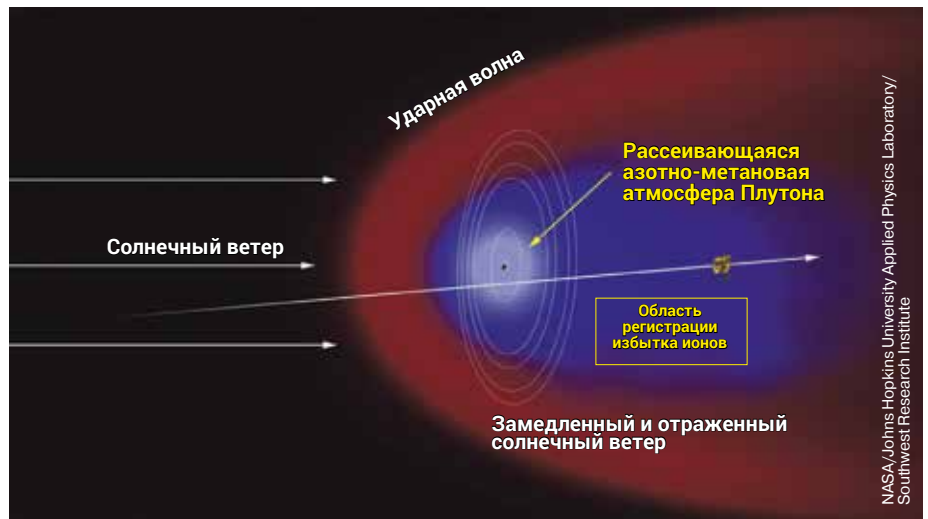 Ударная волна
Рассеивающаяся
азотно-метановая
атмосфера Плутона
Солнечный ветер
Область
регистрации
избытка ионов
Замедленный и отраженный
солнечный ветер
NASA/Johns Hopkins University Applied Physics Laboratory/
Southwest Research Institute